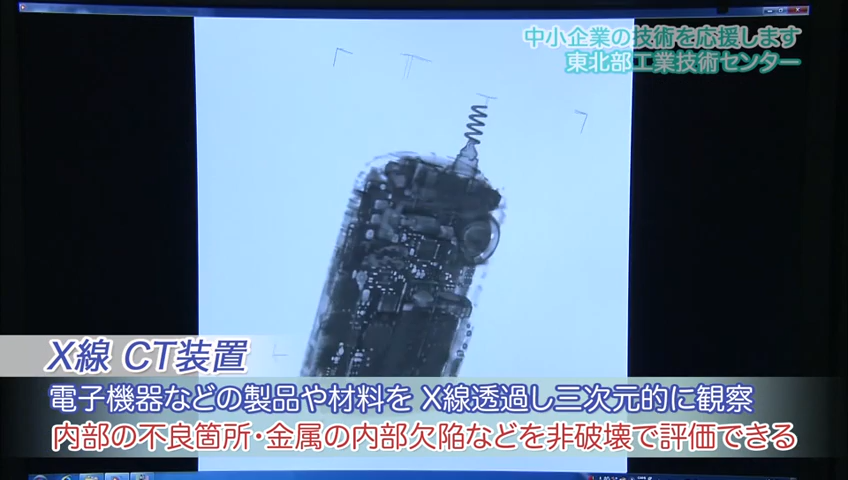 中小企業の技術を応援します
東北部工業技術センター
X線 CT装置
電子機器などの製品や材料を X線透過し三次元的に観察
内部の不良箇所・金属の内部欠陥などを非破壊で評価できる